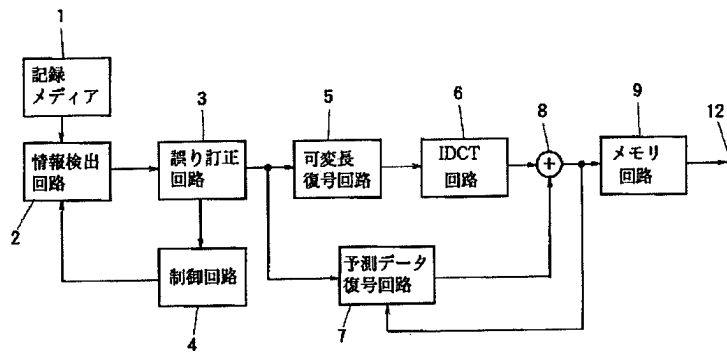 1
記録
メディア
2
情報検出
回路
3
誤り訂正
回路
4
制御回路
5
可変長
復号回路
6
IDCT
回路
7
予測データ
復号回路
8
+
9
メモリ
回路
12